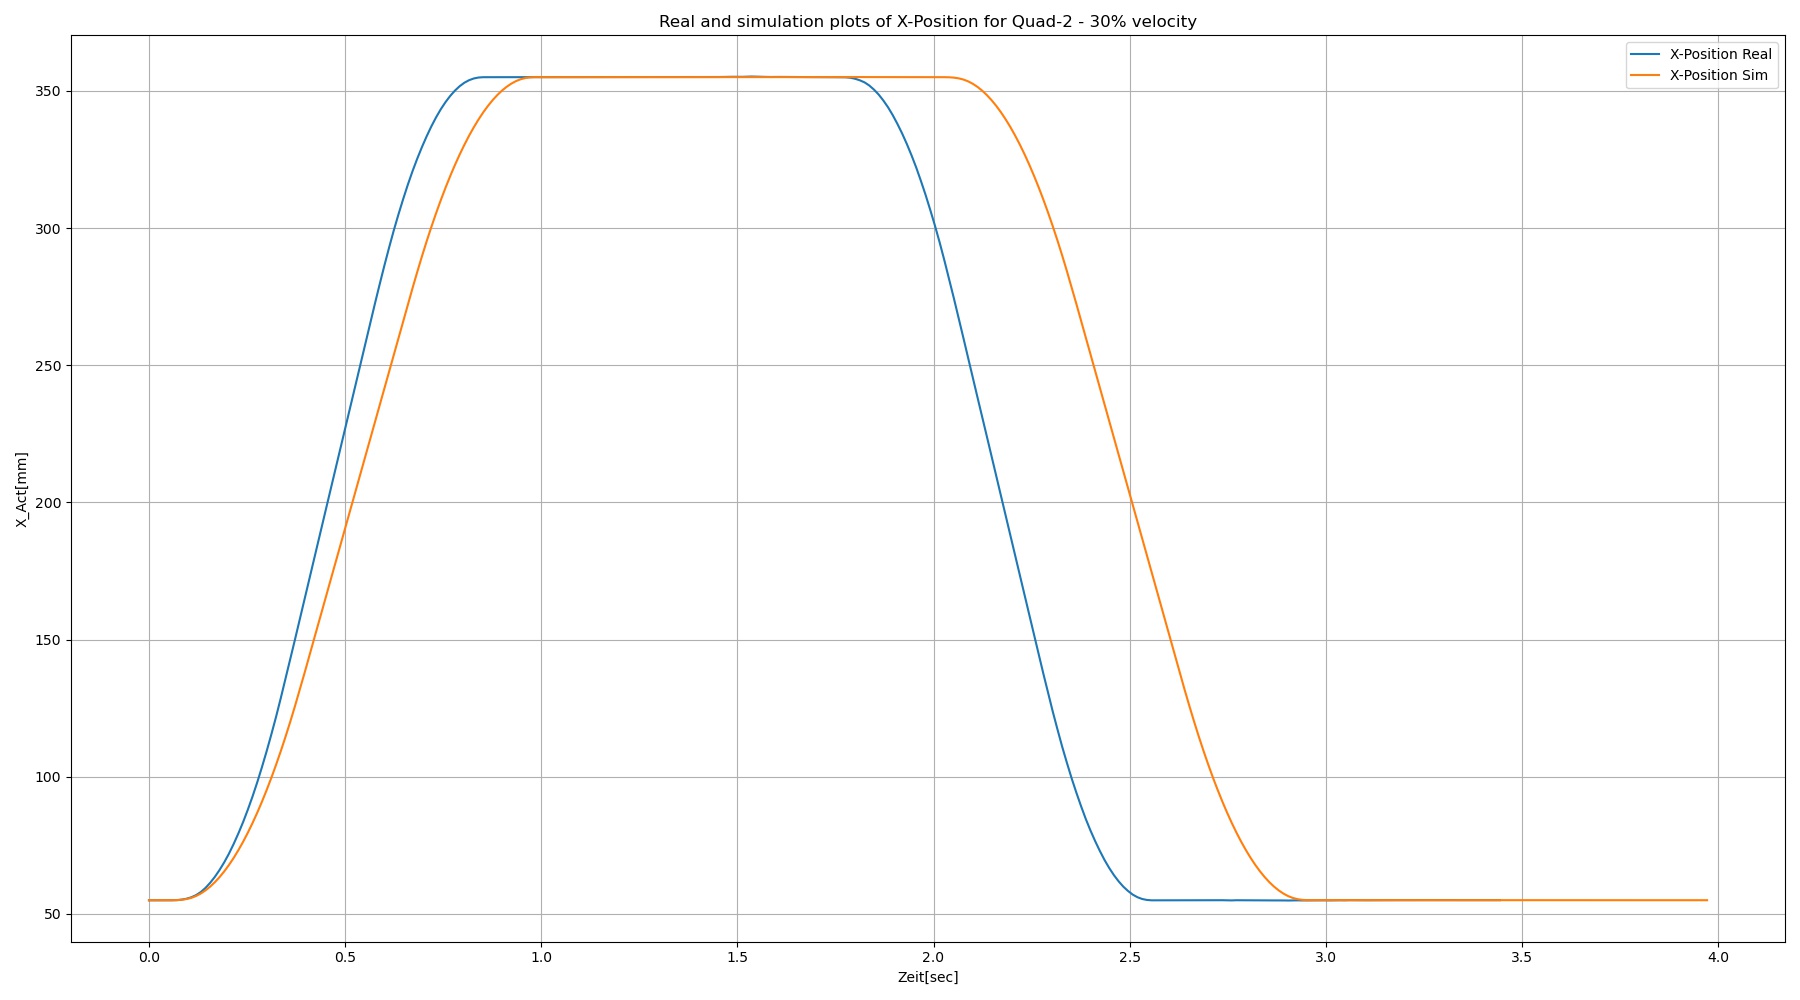 Real and simulation plots of X-Position for Quad-2 - 30% velocity
X-Position Real
X-Position Sim
350
300
250
200
150
100
50
X_Act[mm]
0.0 0.5 1.0 1.5 2.0 2.5 3.0 3.5 4.0
Zeit[sec]